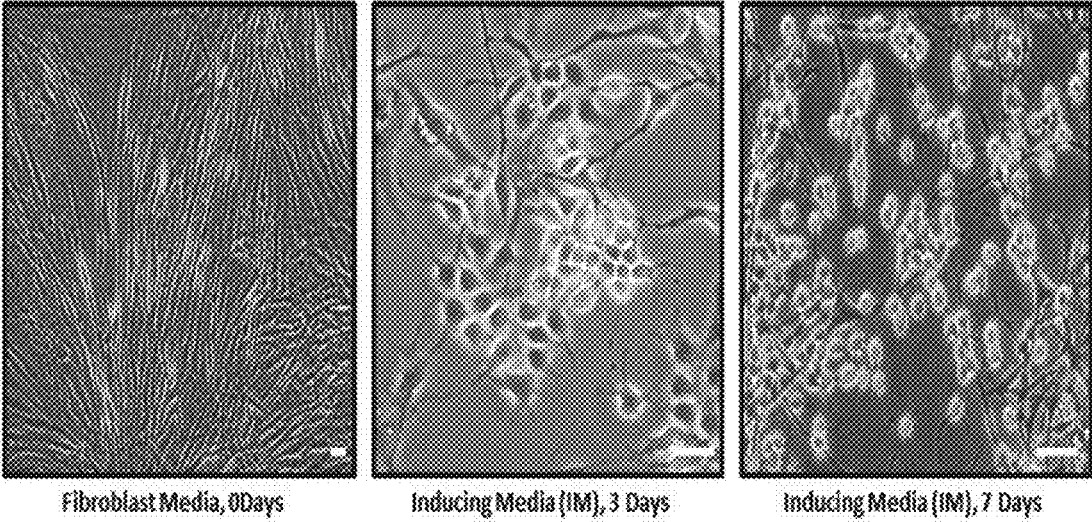 Fibroblast Media, 0Days
Inducing Media (IM), 3 Days
Inducing Media (IM), 7 Days